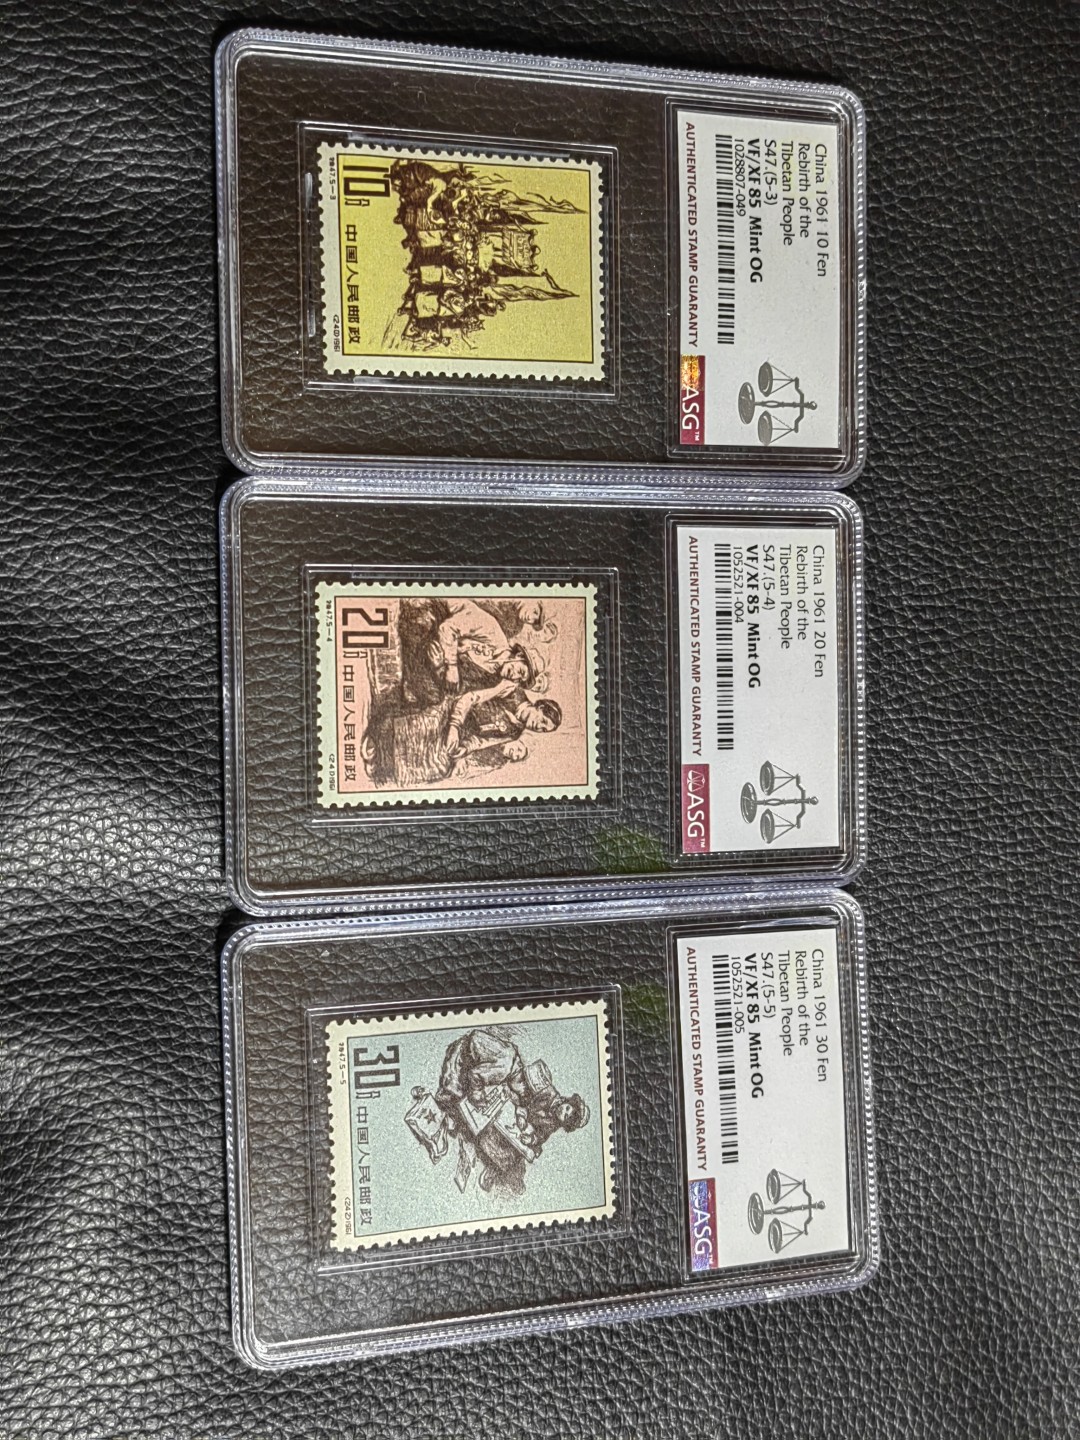 China 1961 10 Fen
Rebirth of the
Tibetan People
S47.(5-3)
VF/XF 85 Mint OG
1028807-049
AUTHENTICATED STAMP GUARANTY
ASG™
10分
中国人民邮政
特47.5-3
(240)1961
China 1961 20 Fen
Rebirth of the
Tibetan People
S47.(5-4)
VF/XF 85 Mint OG
1052521-004
AUTHENTICATED STAMP GUARANTY
ASG™
20分
中国人民邮政
特47.5-4
(241)1961
China 1961 30 Fen
Rebirth of the
Tibetan People
S47.(5-5)
VF/XF 85 Mint OG
1052521-005
AUTHENTICATED STAMP GUARANTY
ASG™
30分
中国人民邮政
特47.5-5
(242)1961